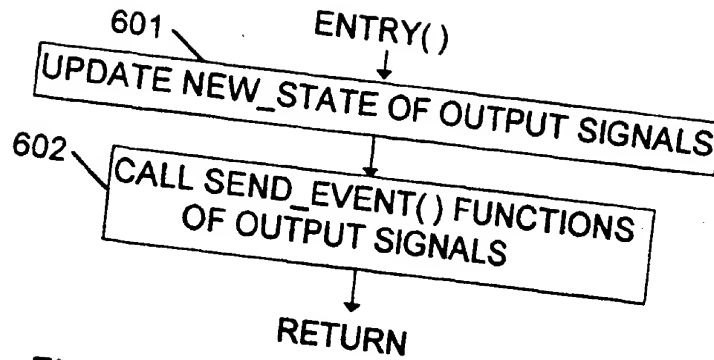 601
ENTRY()
UPDATE NEW_STATE OF OUTPUT SIGNALS
602
CALL SEND_EVENT() FUNCTIONS
OF OUTPUT SIGNALS
RETURN